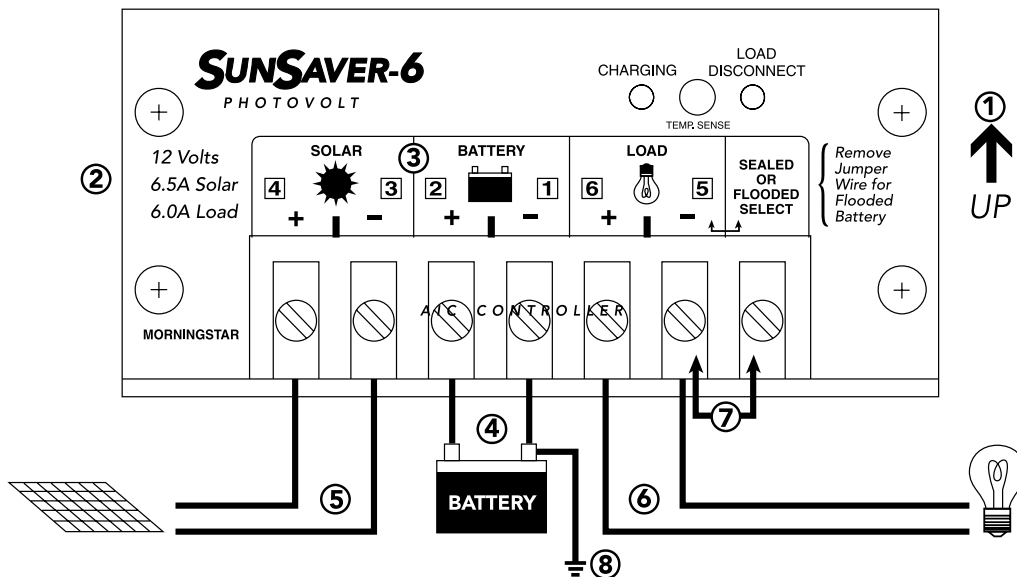 SUNSAVER-6
PHOTOVOLT
AIC CONTROLLER
CHARGING
LOAD
DISCONNECT
TEMP. SENSE
1
UP
2
12 Volts
6.5A Solar
6.0A Load
SOLAR
4
3
+
-
3
BATTERY
2
1
+
-
LOAD
6
5
+
-
SEALED
OR
FLOODED
SELECT
Remove
Jumper
Wire for
Flooded
Battery
MORNINGSTAR
4
5
6
7
BATTERY
8